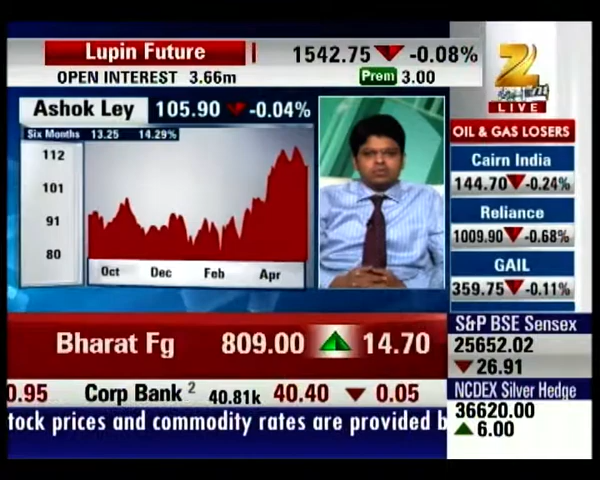 Lupin Future
1542.75 -0.08%
OPEN INTEREST 3.66m
Prem 3.00
LIVE
Ashok Ley 105.90 -0.04%
Six Months 13.25 14.29%
112
101
91
80
Oct Dec Feb Apr
OIL & GAS LOSERS
Cairn India
144.70 -0.24%
Reliance
1009.90 -0.68%
GAIL
359.75 -0.11%
Bharat Fg 809.00 14.70
S&P BSE Sensex
25652.02
26.91
0.95 Corp Bank 2 40.81k 40.40 0.05
NCDEX Silver Hedge
36620.00
6.00
tock prices and commodity rates are provided b